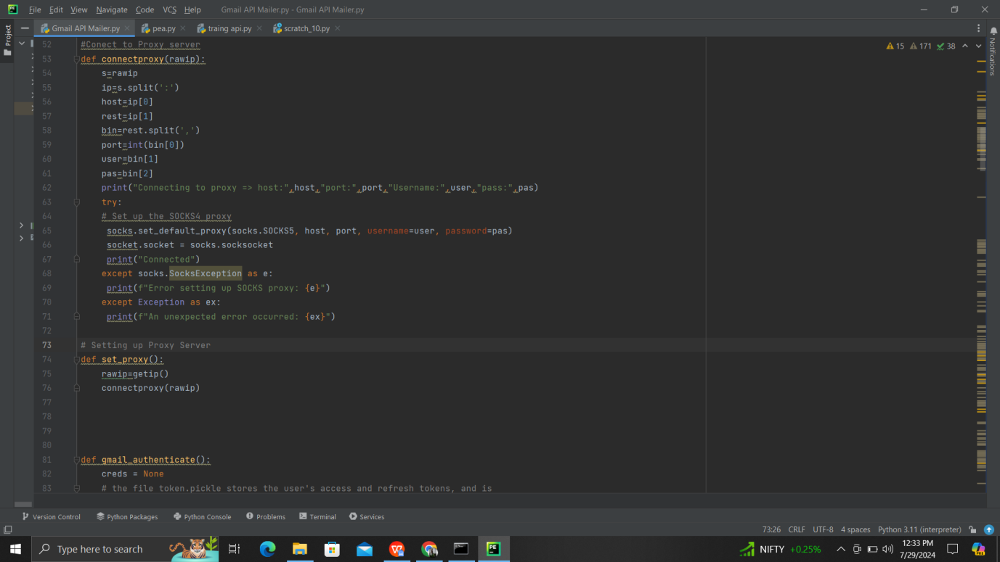 PC
File Edit View Navigate Code VCS Help Gmail API Mailer.py - Gmail API Mailer.py
Gmail API Mailer.py pea.py traing api.py scratch_10.py
Project
Notifications
15 171 38
52 #Conect to Proxy server
53 def connectproxy(rawip):
54 s=rawip
55 ip=s.split(':')
56 host=ip[0]
57 rest=ip[1]
58 bin=rest.split(',')
59 port=int(bin[0])
60 user=bin[1]
61 pas=bin[2]
62 print("Connecting to proxy => host:",host,"port:",port,"Username:",user,"pass:",pas)
63 try:
64 # Set up the SOCKS4 proxy
65 socks.set_default_proxy(socks.SOCKS5, host, port, username=user, password=pas)
66 socket.socket = socks.socksocket
67 print("Connected")
68 except socks.SocksException as e:
69 print(f"Error setting up SOCKS proxy: {e}")
70 except Exception as ex:
71 print(f"An unexpected error occurred: {ex}")
72
73 # Setting up Proxy Server
74 def set_proxy():
75 rawip=getip()
76 connectproxy(rawip)
77
78
79
80
81 def gmail_authenticate():
82 creds = None
83 # the file token.pickle stores the user's access and refresh tokens, and is
Version Control Python Packages Python Console Problems Terminal Services
73:26 CRLF UTF-8 4 spaces Python 3.11 (interpreter)
Type here to search
NIFTY +0.25%
12:33 PM
7/29/2024